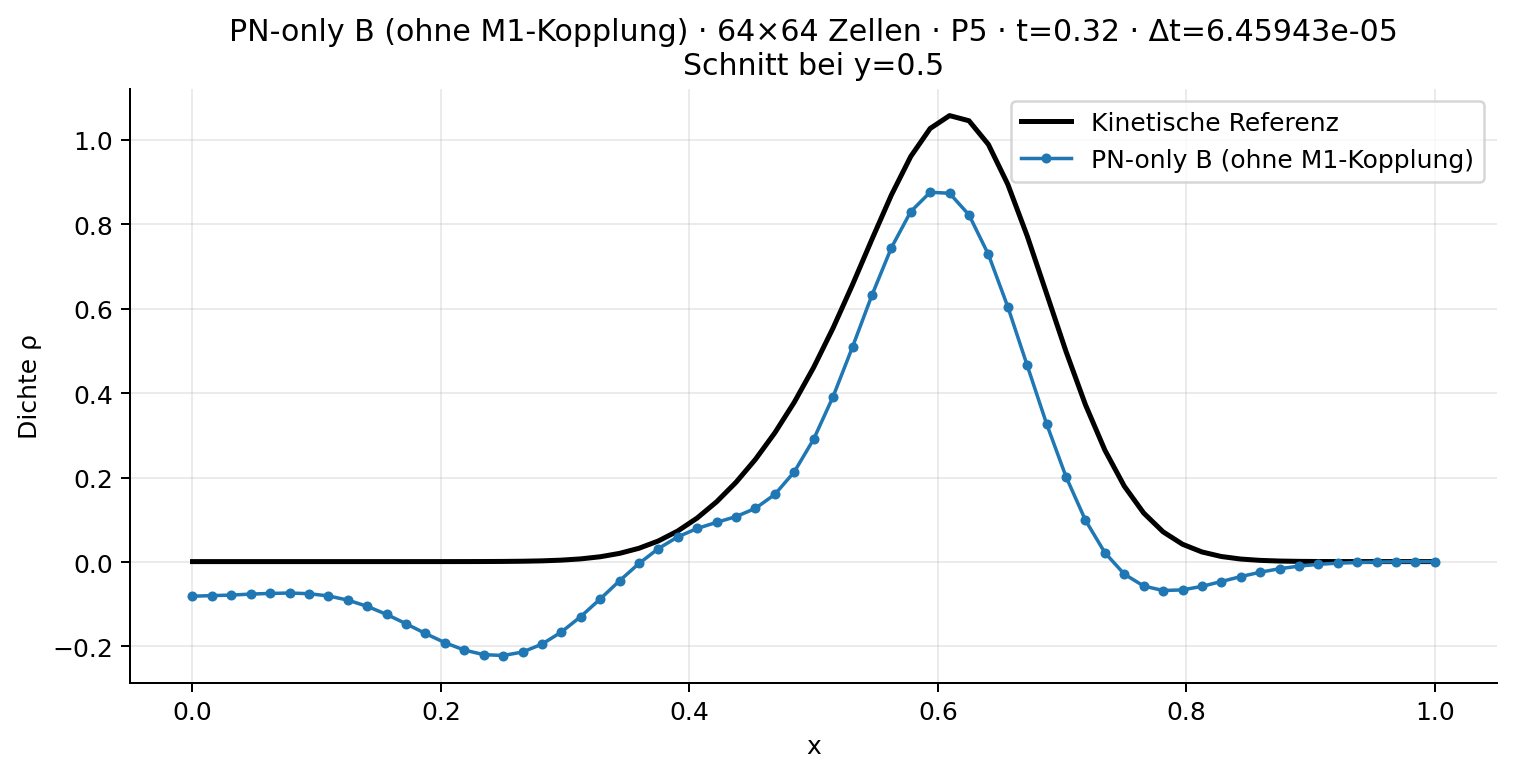 PN-only B (ohne M1-Kopplung) · 64×64 Zellen · P5 · t=0.32 · Δt=6.45943e-05
Schnitt bei y=0.5
Kinetische Referenz
PN-only B (ohne M1-Kopplung)
Dichte ρ
1.0
0.8
0.6
0.4
0.2
0.0
−0.2
0.0 0.2 0.4 0.6 0.8 1.0
x